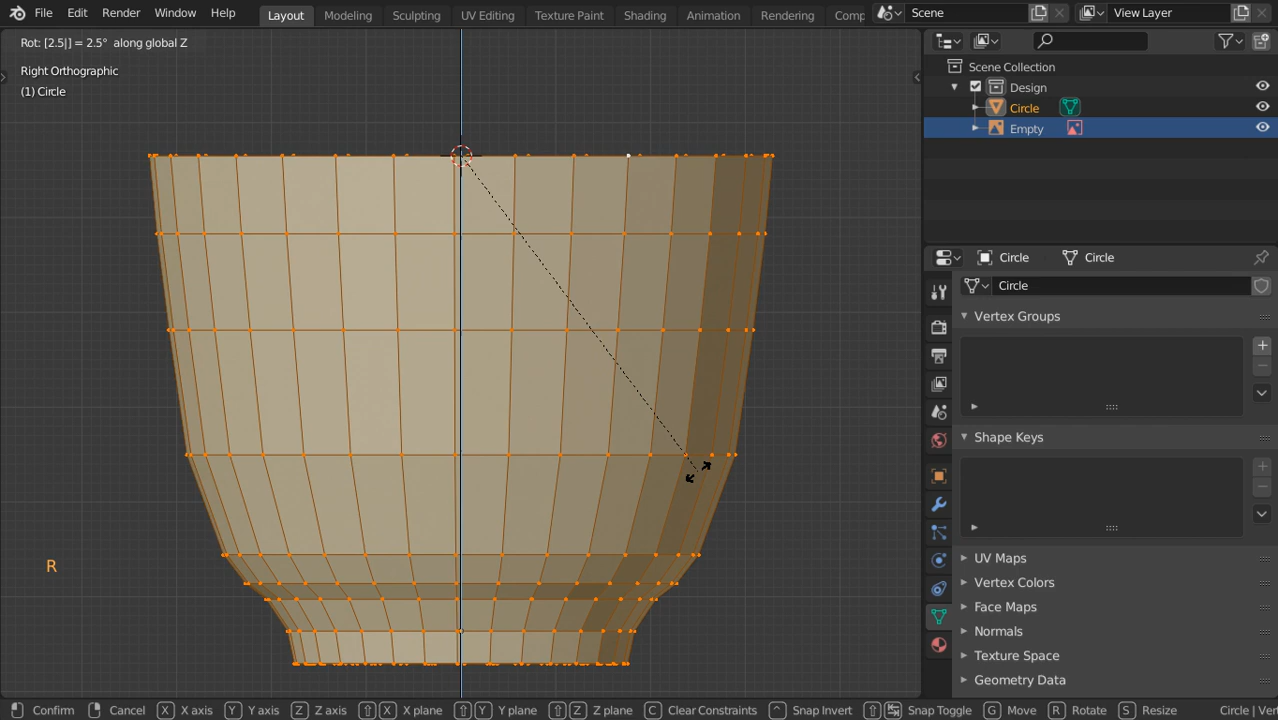 File Edit Render Window Help Layout Modeling Sculpting UV Editing Texture Paint Shading Animation Rendering Comp Scene View Layer
Rot: [2.5|] = 2.5° along global Z
Right Orthographic
(1) Circle
Scene Collection
Design
Circle
Empty
Circle Circle
Circle
Vertex Groups
Shape Keys
UV Maps
Vertex Colors
Face Maps
Normals
Texture Space
Geometry Data
R
Confirm Cancel X X axis Y Y axis Z Z axis X X plane Y Y plane Z Z plane C Clear Constraints ^ Snap Invert Snap Toggle G Move R Rotate S Resize Circle | Vert